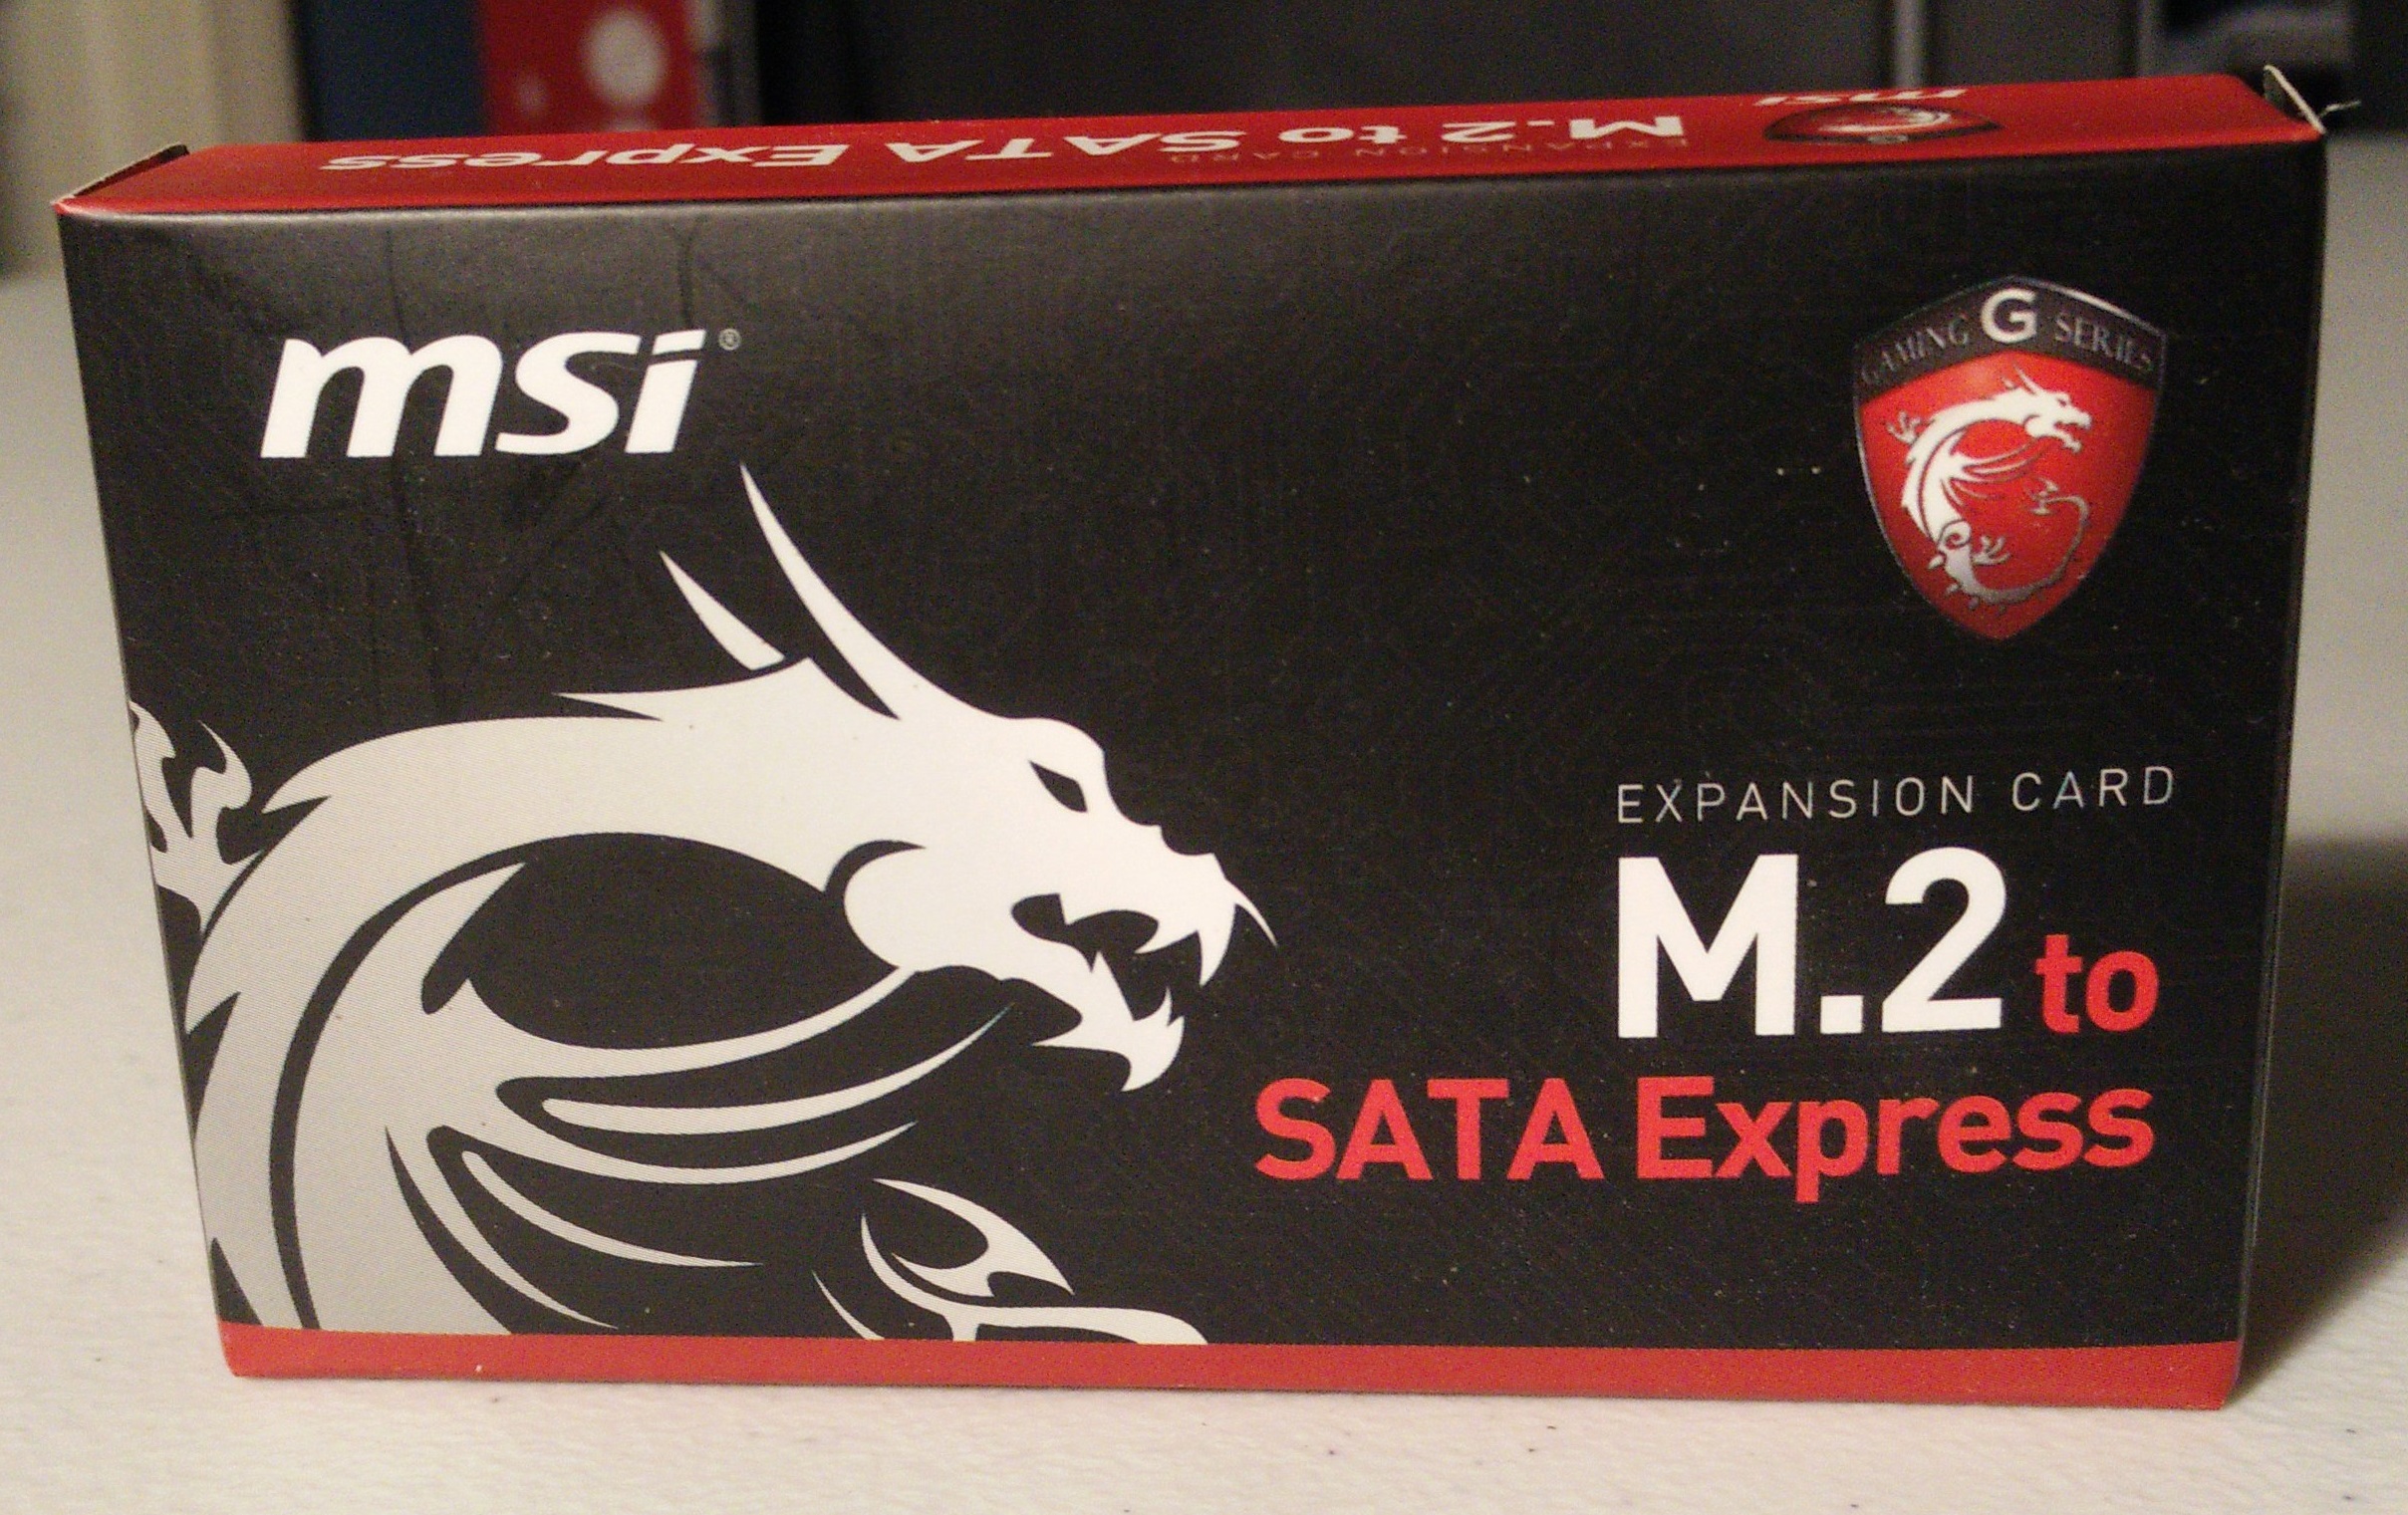 M.2 to SATA Express
EXPANSION CARD
msi
msi®
GAMING G SERIES
EXPANSION CARD
M.2 to
SATA Express